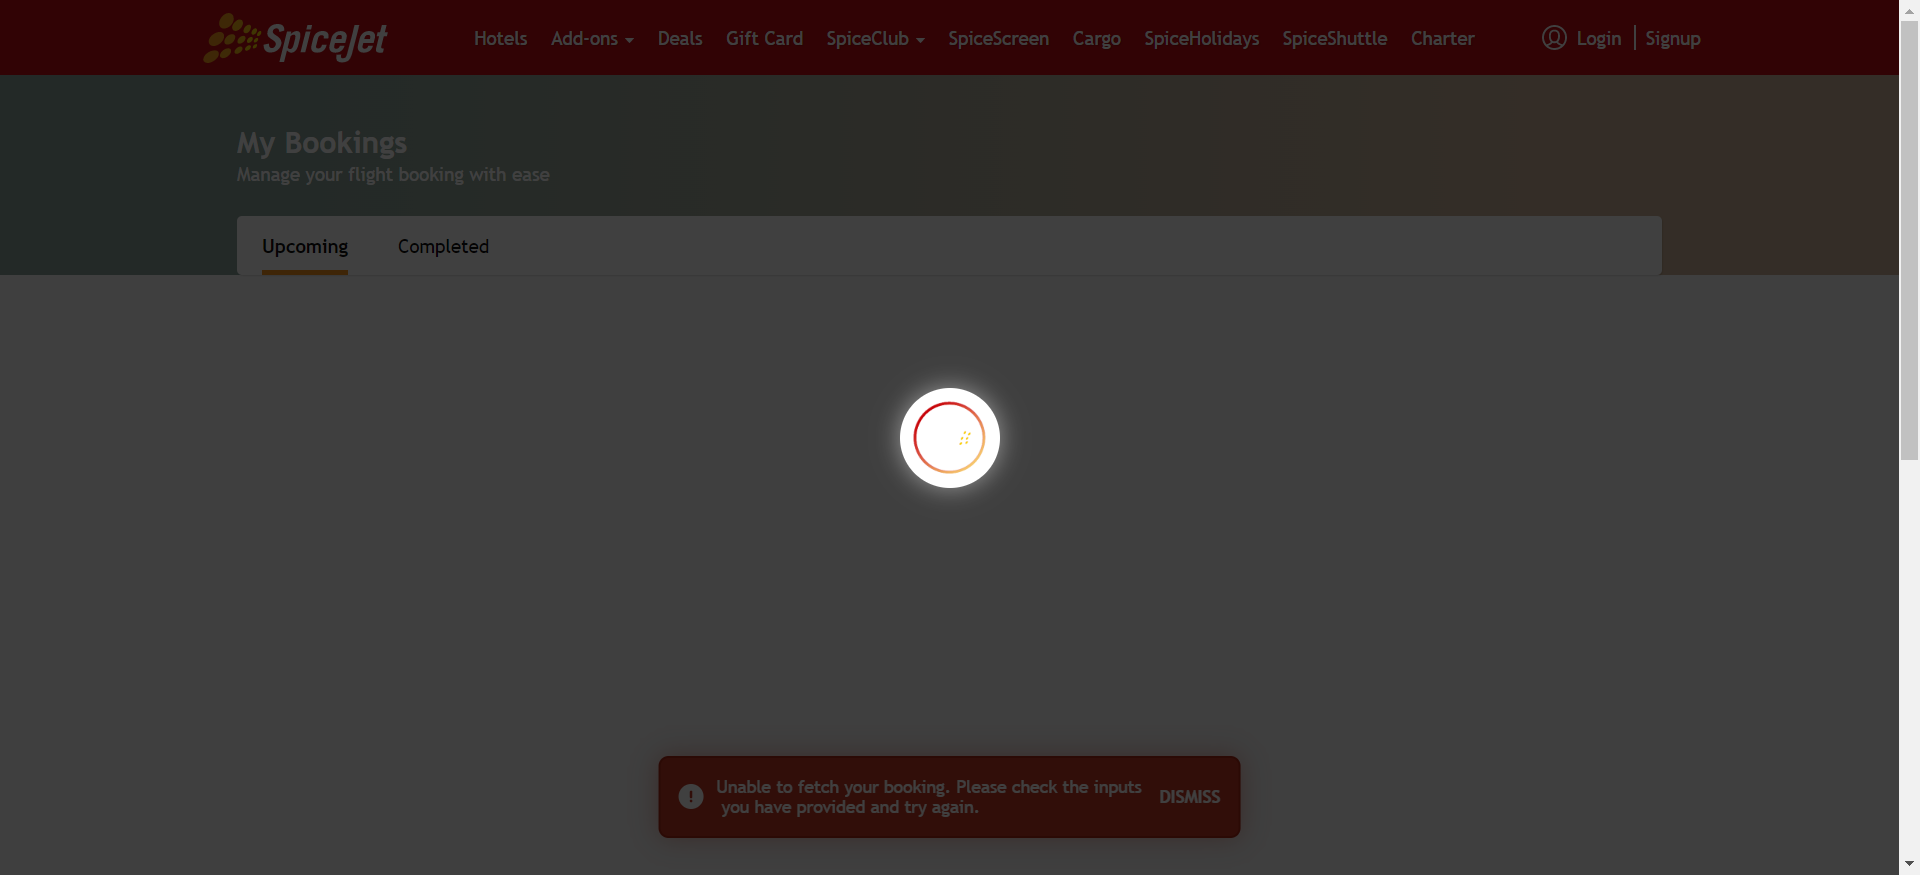 SpiceJet
Hotels Add-ons Deals Gift Card SpiceClub SpiceScreen Cargo SpiceHolidays SpiceShuttle Charter Login Signup
My Bookings
Manage your flight booking with ease
Upcoming Completed
Unable to fetch your booking. Please check the inputs
you have provided and try again.
DISMISS